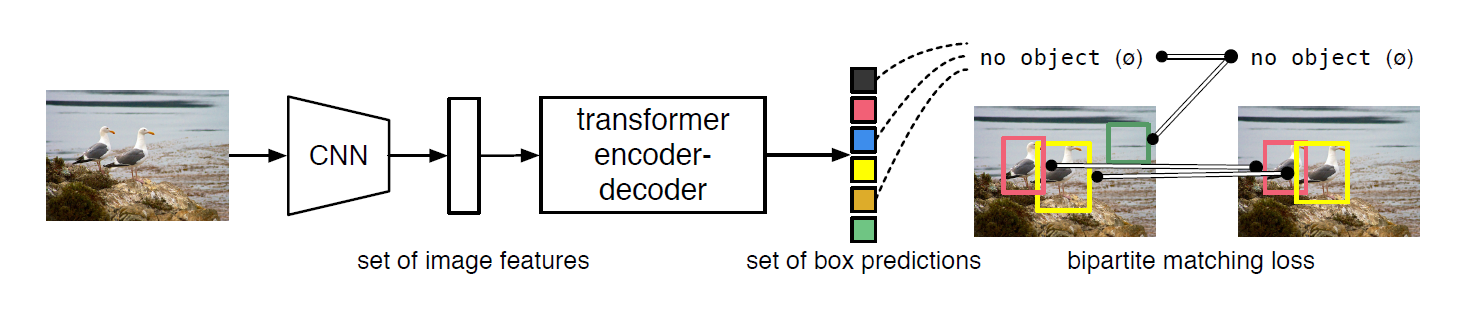 no object (ø)
no object (ø)
CNN
transformer
encoder-
decoder
set of image features
set of box predictions
bipartite matching loss